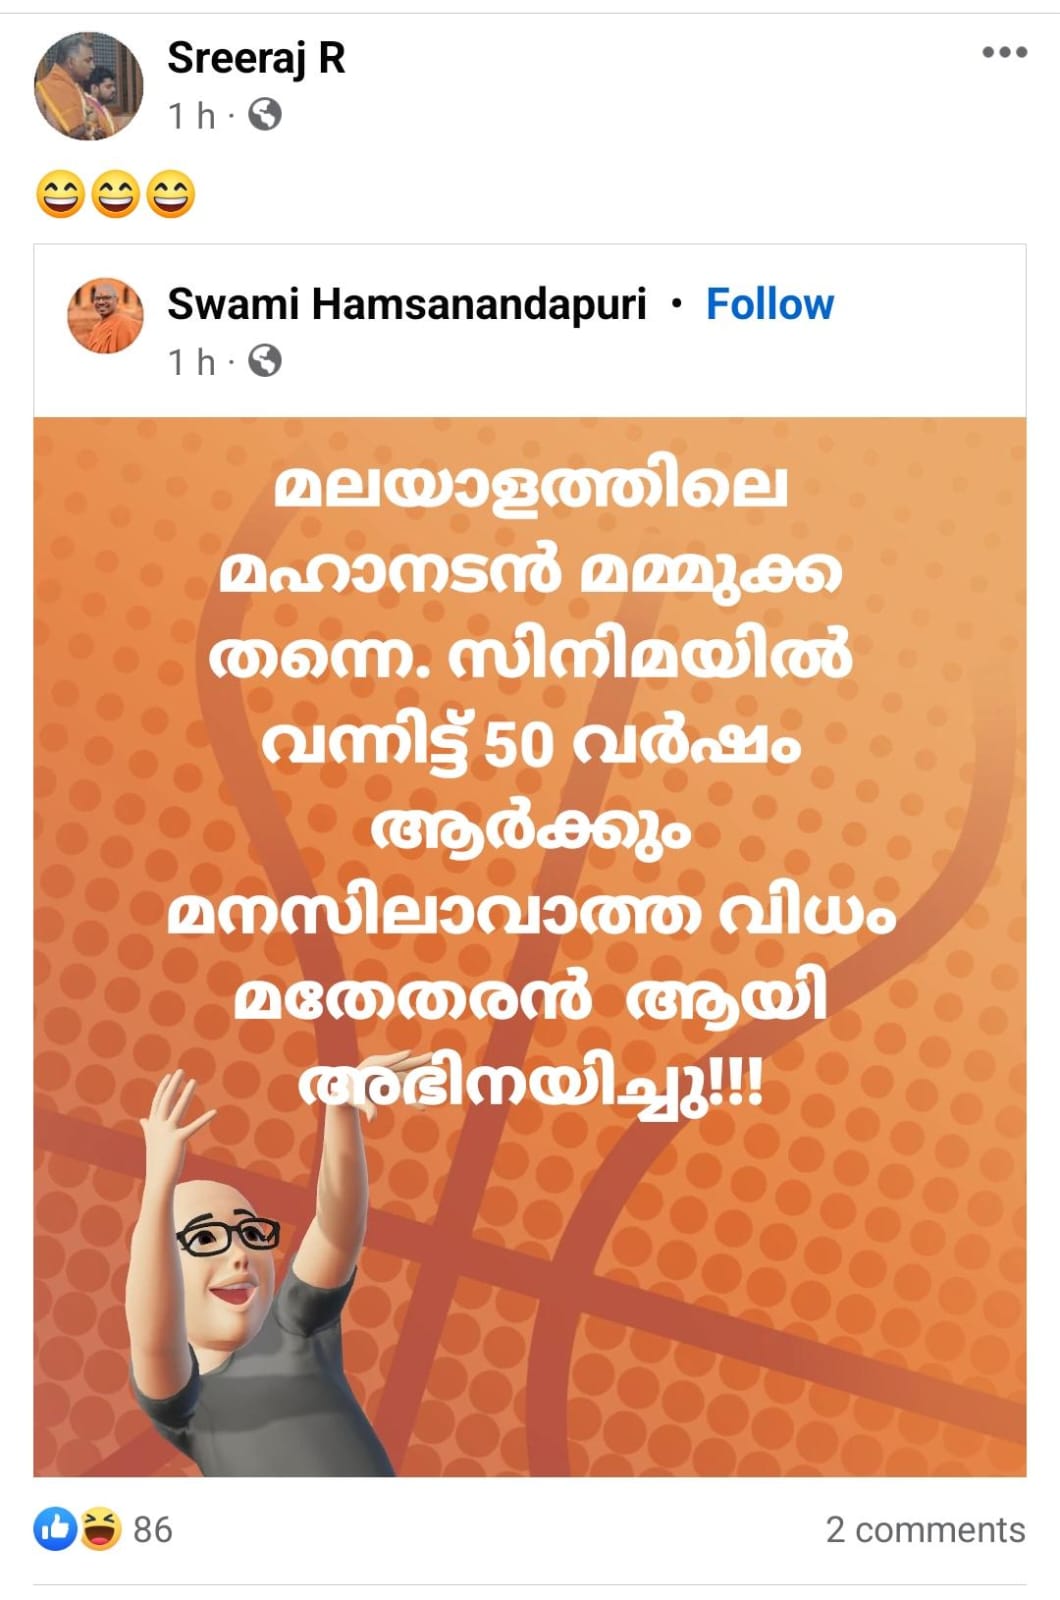 Sreeraj R
1 h ·
😄😄😄
Swami Hamsanandapuri · Follow
1 h ·
മലയാളത്തിലെ
മഹാനടൻ മമ്മുക്ക
തന്നെ. സിനിമയിൽ
വന്നിട്ട് 50 വർഷം
ആർക്കും
മനസിലാവാത്ത വിധം
മതേതരൻ ആയി
അഭിനയിച്ചു!!!
86
2 comments